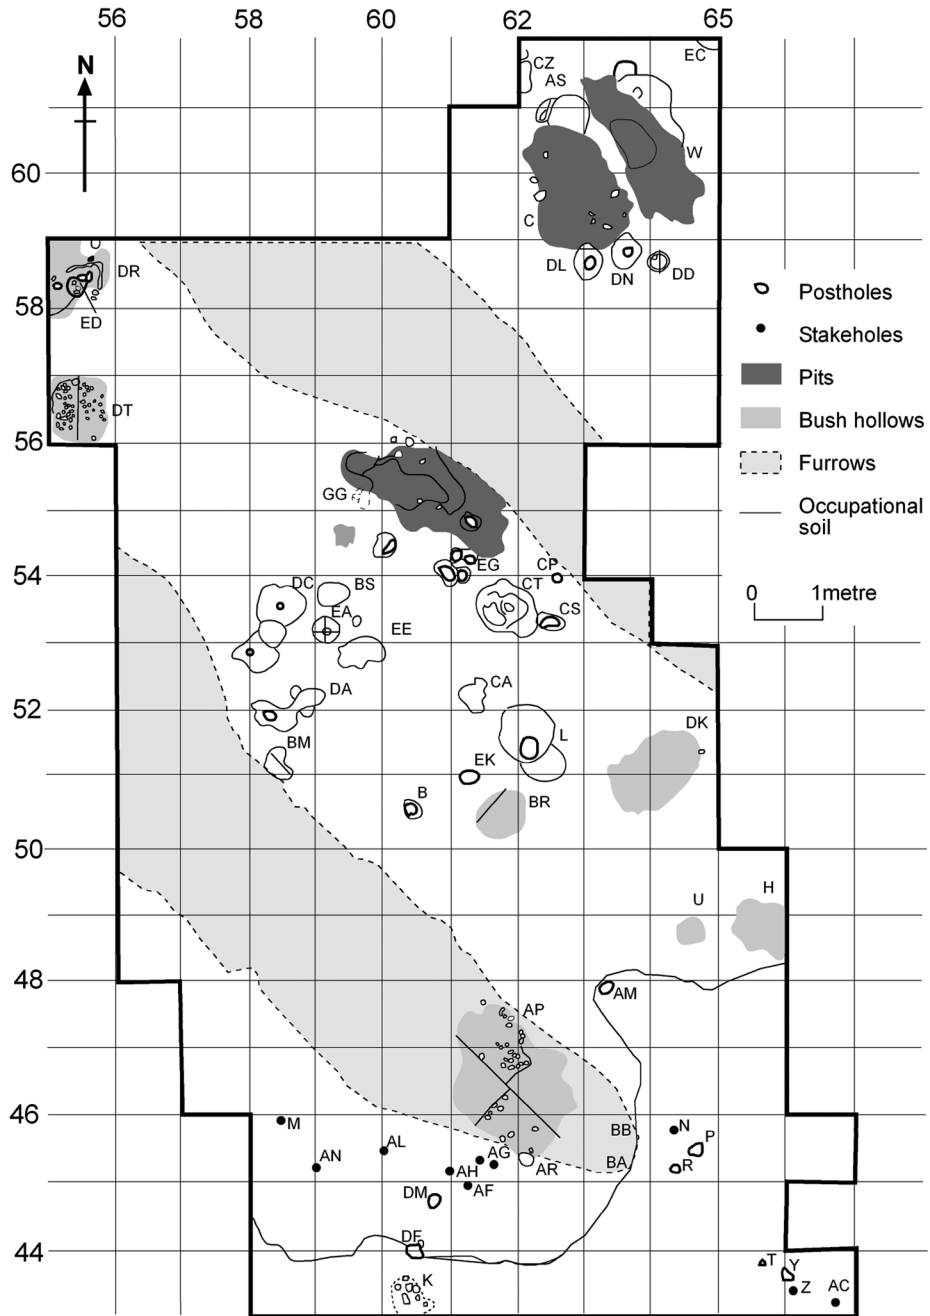 56 58 60 62 65
N
EC
CZ
AS
W
60
C
DR
DL
DN
DD
58
ED
Postholes
Stakeholes
Pits
DT
Bush hollows
56
Furrows
GG
Occupational
soil
EG
54
CP
DC
BS
CT
0 1metre
EA
CS
EE
DA
CA
52
DK
BM
L
EK
B
BR
50
U
H
48
AM
AP
46
M
N
BB
P
AL
AN
AG
AH
AR
BA
R
AF
DM
DF
44
T
Y
K
Z
AC